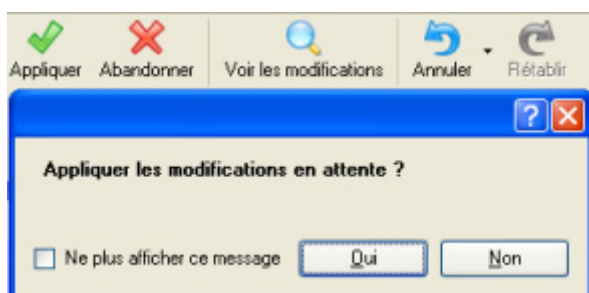 Appliquer Abandonner Voir les modifications Annuler Rétablir
Appliquer les modifications en attente ?
Ne plus afficher ce message Oui Non